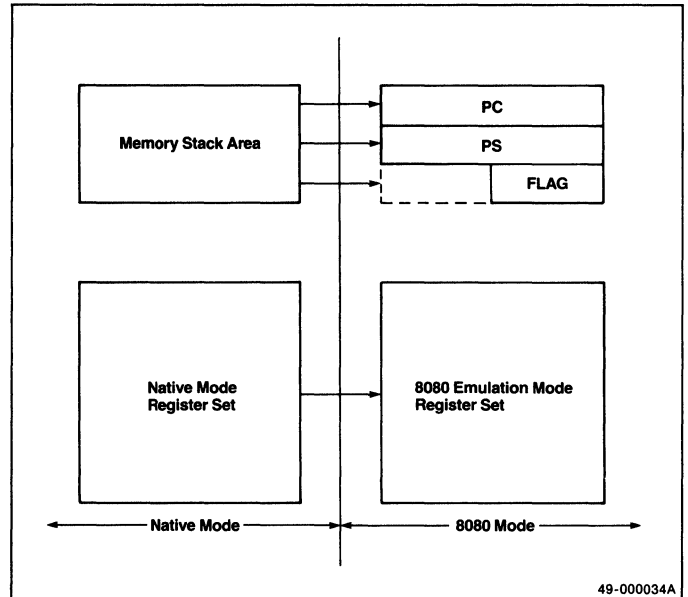 Memory Stack Area
PC
PS
FLAG
Native Mode
Register Set
8080 Emulation Mode
Register Set
Native Mode
8080 Mode
49-000034A